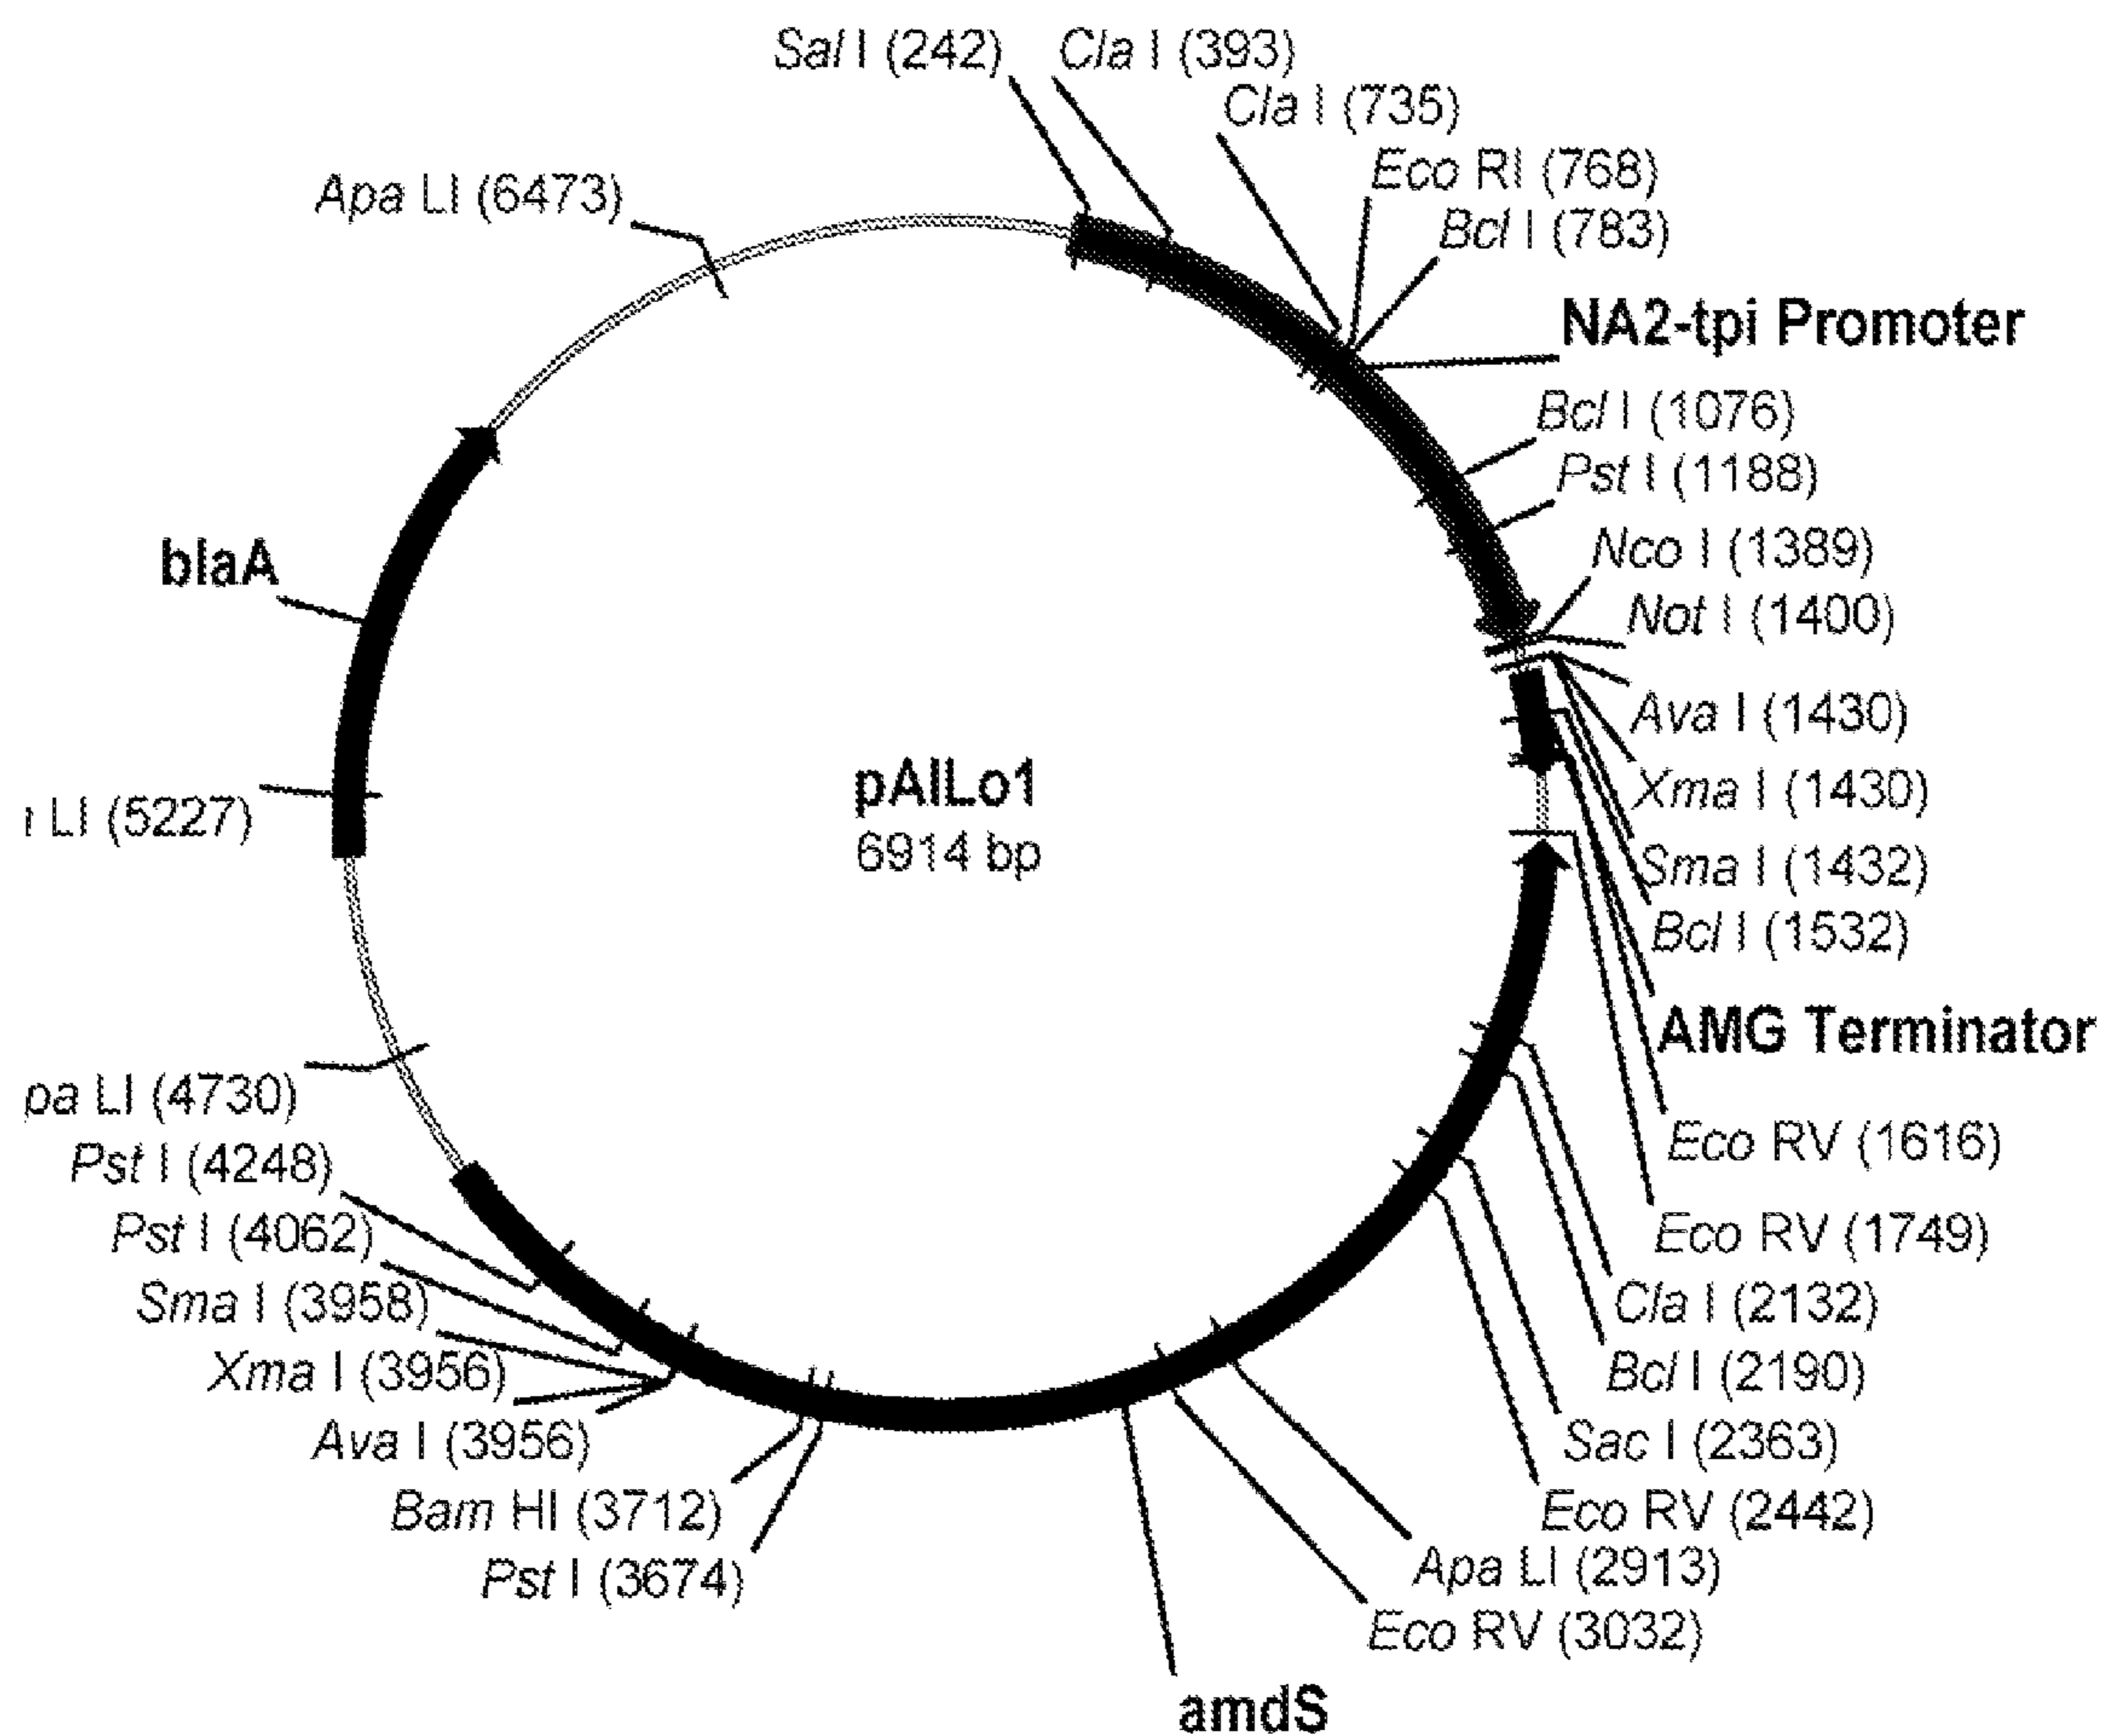 Sal I (242)
Cla I (393)
Cla I (735)
Eco RI (768)
Bcl I (783)
NA2-tpi Promoter
Bcl I (1076)
Pst I (1188)
Nco I (1389)
Not I (1400)
Ava I (1430)
Xma I (1430)
Sma I (1432)
Bcl I (1532)
AMG Terminator
Eco RV (1616)
Eco RV (1749)
Cla I (2132)
Bcl I (2190)
Sac I (2363)
Eco RV (2442)
Apa LI (2913)
Eco RV (3032)
amdS
Pst I (3674)
Bam HI (3712)
Ava I (3956)
Xma I (3956)
Sma I (3958)
Pst I (4062)
Pst I (4248)
pa LI (4730)
LI (5227)
blaA
Apa LI (6473)
pAILo1
6914 bp